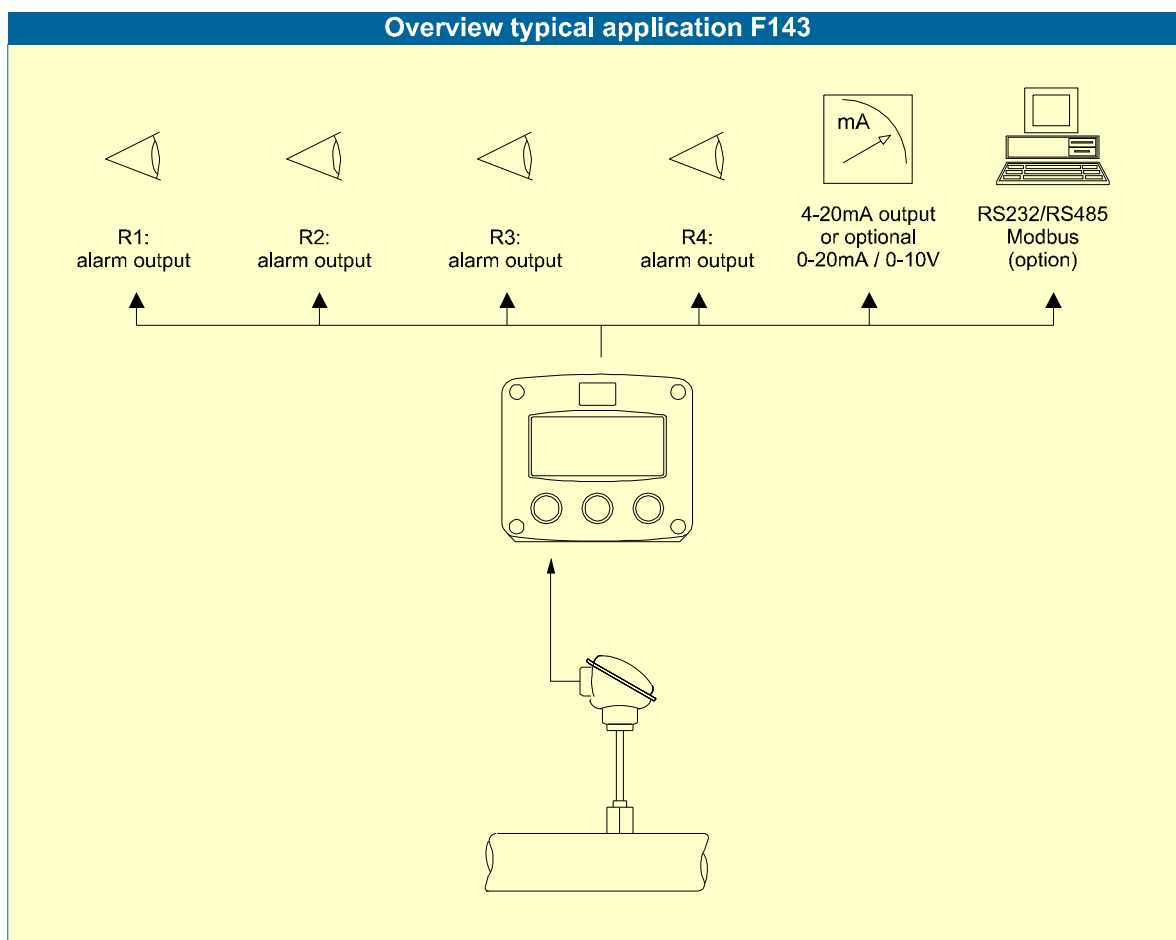 Overview typical application F143
mA
R1:
alarm output
R2:
alarm output
R3:
alarm output
R4:
alarm output
4-20mA output
or optional
0-20mA / 0-10V
RS232/RS485
Modbus
(option)